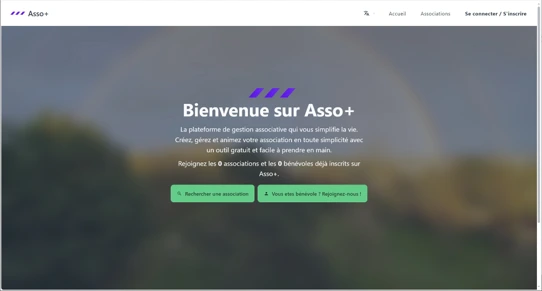 Asso+
Accueil
Associations
Se connecter / S'inscrire
Bienvenue sur Asso+
La plateforme de gestion associative qui vous simplifie la vie.
Créez, gérez et animez votre association en toute simplicité avec
un outil gratuit et facile à prendre en main.
Rejoignez les 0 associations et les 0 bénévoles déjà inscrits sur
Asso+.
Rechercher une association
Vous etes bénévole ? Rejoignez-nous !